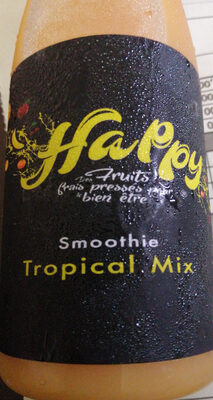 Happy
Des Fruits
frais pressés pour
le bien être
Smoothie
Tropical Mix